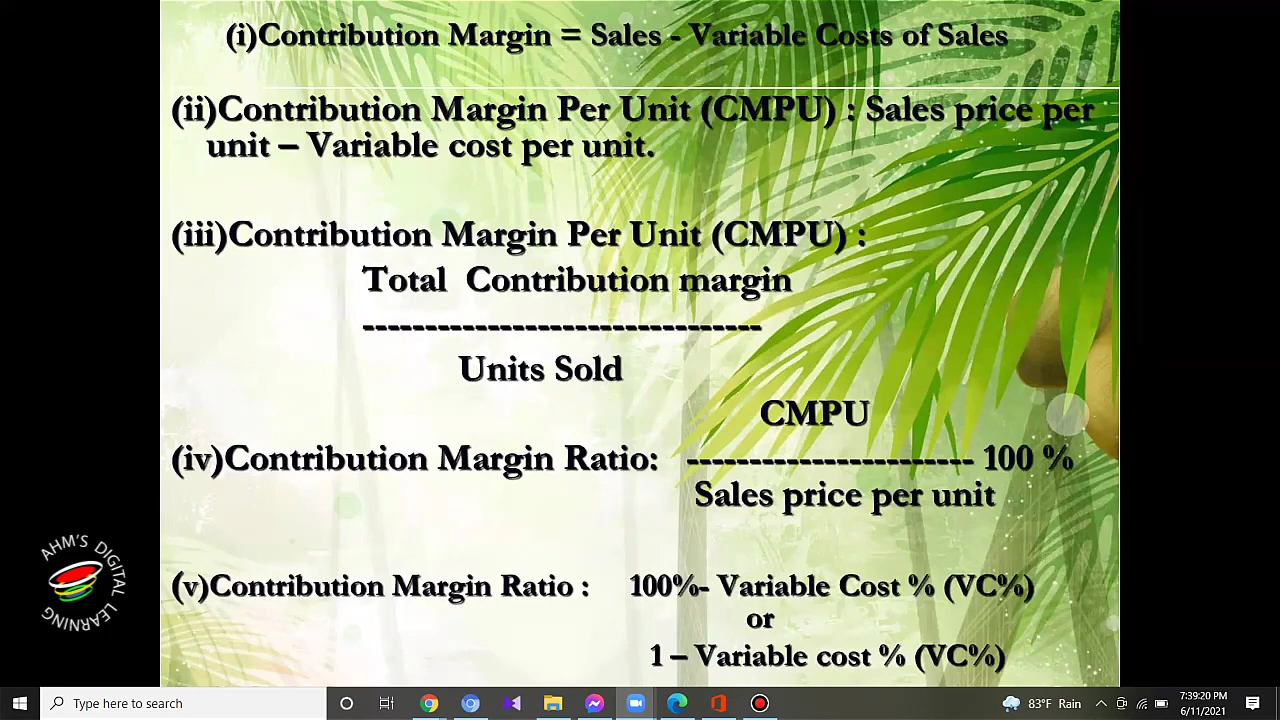 (i)Contribution Margin = Sales - Variable Costs of Sales
(ii)Contribution Margin Per Unit (CMPU) : Sales price per
unit – Variable cost per unit.
(iii)Contribution Margin Per Unit (CMPU) :
Total Contribution margin
--------------------------------
Units Sold
CMPU
(iv)Contribution Margin Ratio: ----------------------- 100 %
Sales price per unit
(v)Contribution Margin Ratio : 100%- Variable Cost % (VC%)
or
1 – Variable cost % (VC%)
AHM'S DIGITAL LEARNING
Type here to search
83°F Rain
7:39:20 PM
6/11/2021